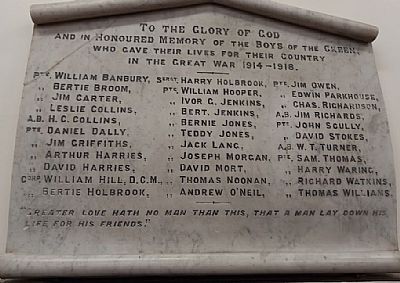 TO THE GLORY OF GOD
AND IN HONOURED MEMORY OF THE BOYS OF THE GREEN,
WHO GAVE THEIR LIVES FOR THEIR COUNTRY
IN THE GREAT WAR 1914-1918.
PTE. WILLIAM BANBURY, SERGT. HARRY HOLBROOK, PTE. JIM OWEN,
„ BERTIE BROOM, PTE. WILLIAM HOOPER, „ EDWIN PARKHOUSE,
„ JIM CARTER, „ IVOR G. JENKINS, „ CHAS. RICHARDSON,
„ LESLIE COLLINS, „ BERT. JENKINS, A.B. JIM RICHARDS,
A.B. H. C. COLLINS, „ BERNIE JONES, PTE. JOHN SCULLY,
PTE. DANIEL DALLY, „ TEDDY JONES, „ DAVID STOKES,
„ JIM GRIFFITHS, „ JACK LANG, A.B. W. T. TURNER,
„ ARTHUR HARRIES, „ JOSEPH MORGAN, PTE. SAM. THOMAS,
„ DAVID HARRIES, „ DAVID MORT, „ HARRY WARING,
CORP. WILLIAM HILL, D.C.M., „ THOMAS NOONAN, „ RICHARD WATKINS,
PTE. BERTIE HOLBROOK, „ ANDREW O'NEIL, „ THOMAS WILLIAMS.
"GREATER LOVE HATH NO MAN THAN THIS, THAT A MAN LAY DOWN HIS
LIFE FOR HIS FRIENDS."